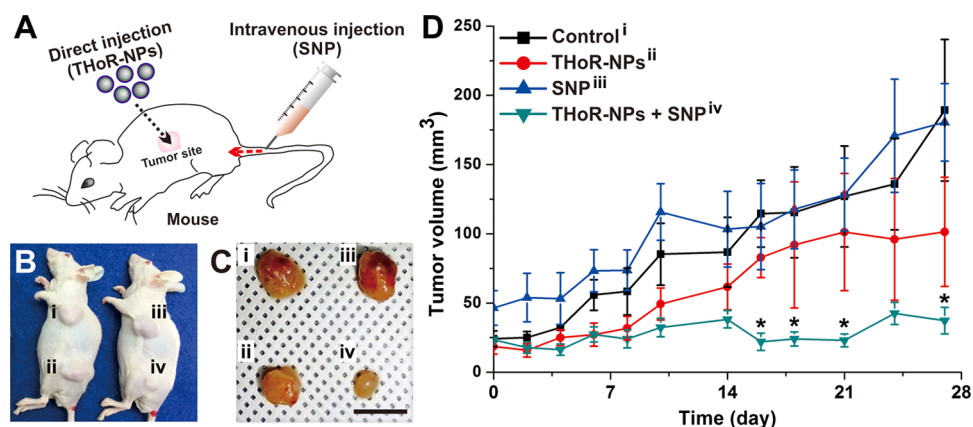 A
Direct injection
(THoR-NPs)
Intravenous injection
(SNP)
Tumor site
Mouse
B
i
ii
iii
iv
C
i
iii
ii
iv
D
Control i
THoR-NPs ii
SNP iii
THoR-NPs + SNP iv
Tumor volume (mm³)
250
200
150
100
50
0
* * * *
0 7 14 21 28
Time (day)